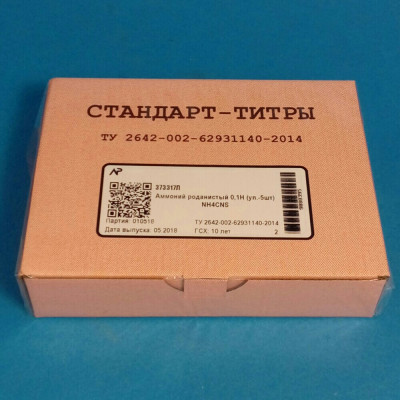 СТАНДАРТ-ТИТРЫ
ТУ 2642-002-62931140-2014
373317Л
Аммоний роданистый 0,1Н (уп.-5шт)
NH4CNS
Партия: 010518
ТУ 2642-002-62931140-2014
Дата выпуска: 05.2018
ГСХ: 10 лет
2